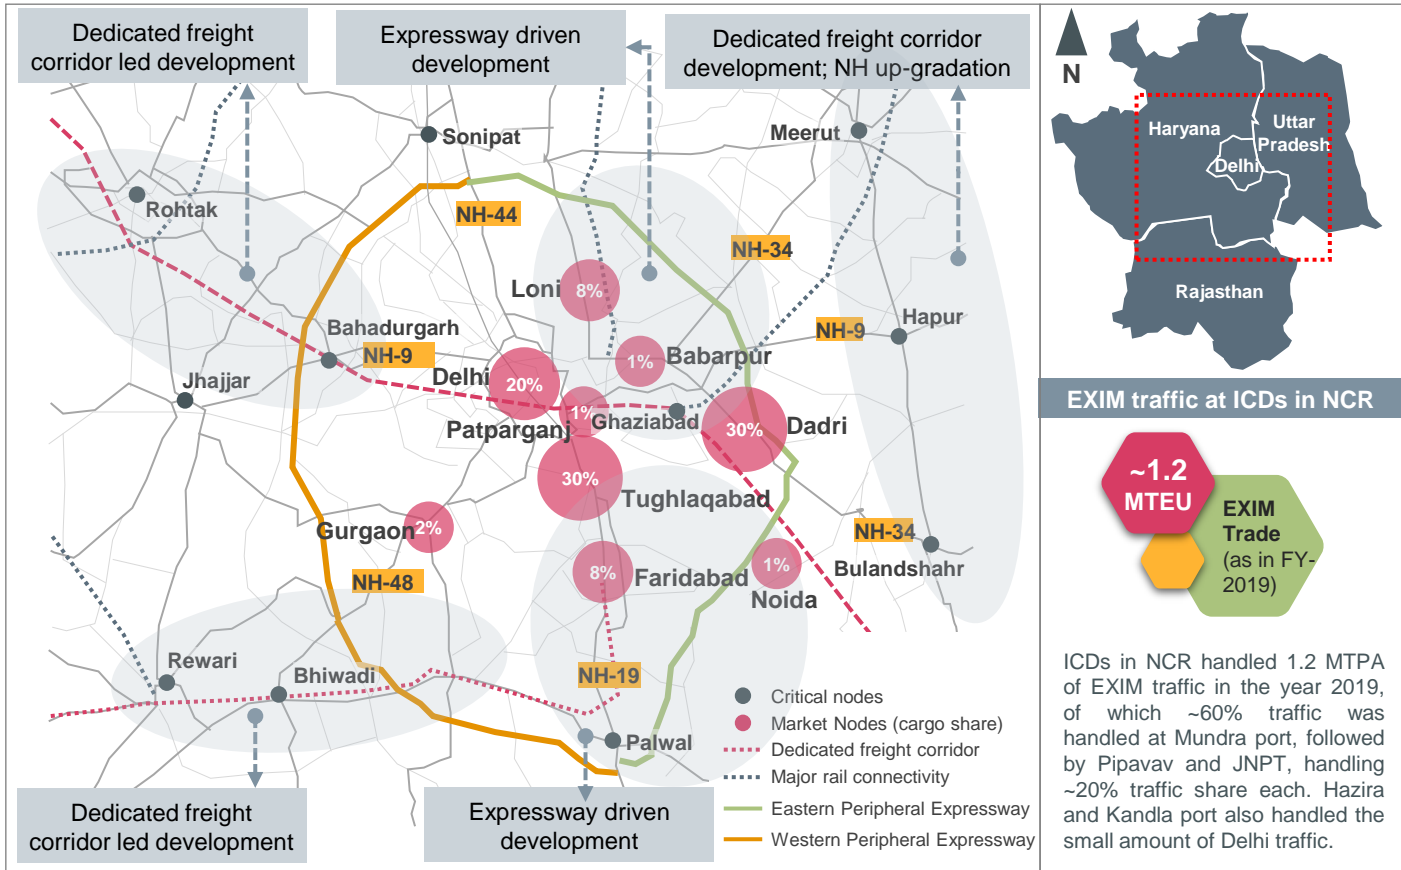 Dedicated freight
corridor led development
Expressway driven
development
Dedicated freight corridor
development; NH up-gradation
Sonipat
Meerut
Rohtak
NH-44
NH-34
Loni
8%
Bahadurgarh
NH-9
NH-9
Hapur
Babarpur
1%
Jhajjar
Delhi
20%
Patparganj
1%
Ghaziabad
Dadri
30%
30%
Tughlaqabad
Gurgaon
2%
NH-34
Bulandshahr
NH-48
8%
Faridabad
1%
Noida
Rewari
Bhiwadi
NH-19
Palwal
Critical nodes
Market Nodes (cargo share)
Dedicated freight corridor
Major rail connectivity
Eastern Peripheral Expressway
Western Peripheral Expressway
Dedicated freight
corridor led development
Expressway driven
development
N
Haryana
Uttar
Pradesh
Delhi
Rajasthan
EXIM traffic at ICDs in NCR
~1.2
MTEU
EXIM
Trade
(as in FY-
2019)
ICDs in NCR handled 1.2 MTPA
of EXIM traffic in the year 2019,
of which ~60% traffic was
handled at Mundra port, followed
by Pipavav and JNPT, handling
~20% traffic share each. Hazira
and Kandla port also handled the
small amount of Delhi traffic.